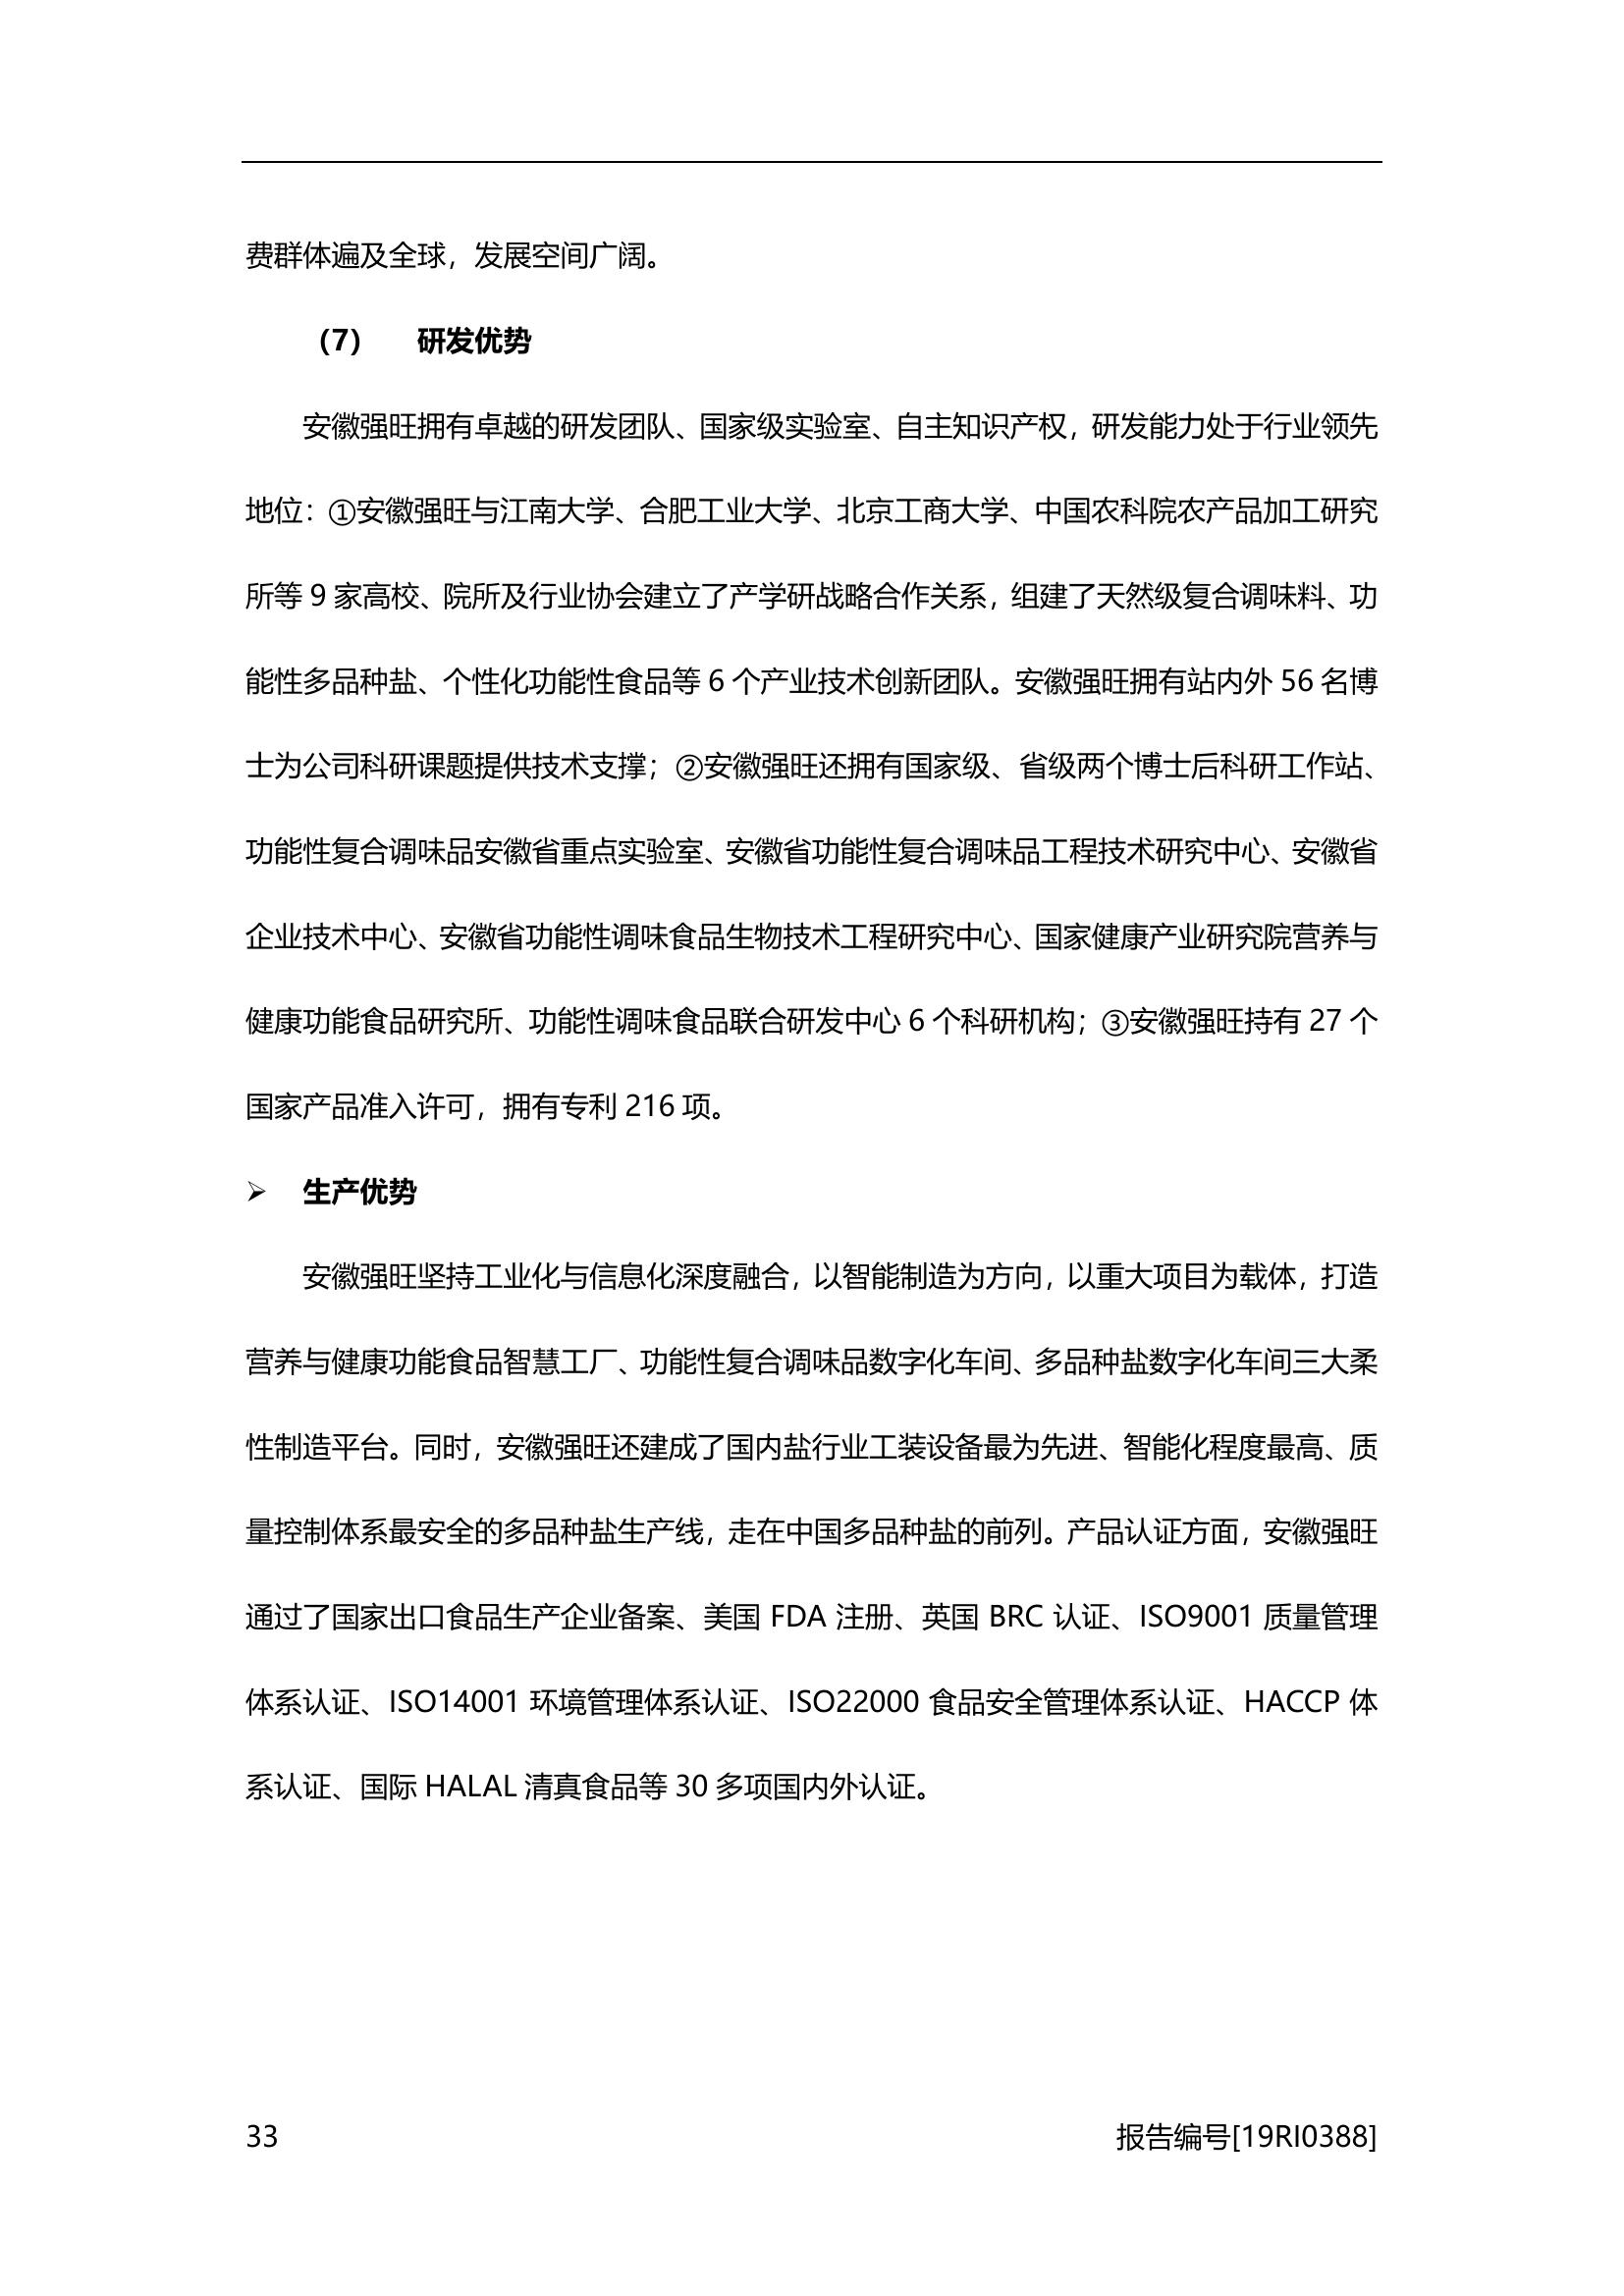 费群体遍及全球，发展空间广阔。
（7） 研发优势
安徽强旺拥有卓越的研发团队、国家级实验室、自主知识产权，研发能力处于行业领先
地位：①安徽强旺与江南大学、合肥工业大学、北京工商大学、中国农科院农产品加工研究
所等 9 家高校、院所及行业协会建立了产学研战略合作关系，组建了天然级复合调味料、功
能性多品种盐、个性化功能性食品等 6 个产业技术创新团队。安徽强旺拥有站内外 56 名博
士为公司科研课题提供技术支撑；②安徽强旺还拥有国家级、省级两个博士后科研工作站、
功能性复合调味品安徽省重点实验室、安徽省功能性复合调味品工程技术研究中心、安徽省
企业技术中心、安徽省功能性调味食品生物技术工程研究中心、国家健康产业研究院营养与
健康功能食品研究所、功能性调味食品联合研发中心 6 个科研机构；③安徽强旺持有 27 个
国家产品准入许可，拥有专利 216 项。
➢ 生产优势
安徽强旺坚持工业化与信息化深度融合，以智能制造为方向，以重大项目为载体，打造
营养与健康功能食品智慧工厂、功能性复合调味品数字化车间、多品种盐数字化车间三大柔
性制造平台。同时，安徽强旺还建成了国内盐行业工装设备最为先进、智能化程度最高、质
量控制体系最安全的多品种盐生产线，走在中国多品种盐的前列。产品认证方面，安徽强旺
通过了国家出口食品生产企业备案、美国 FDA 注册、英国 BRC 认证、ISO9001 质量管理
体系认证、ISO14001 环境管理体系认证、ISO22000 食品安全管理体系认证、HACCP 体
系认证、国际 HALAL 清真食品等 30 多项国内外认证。
33 报告编号[19RI0388]